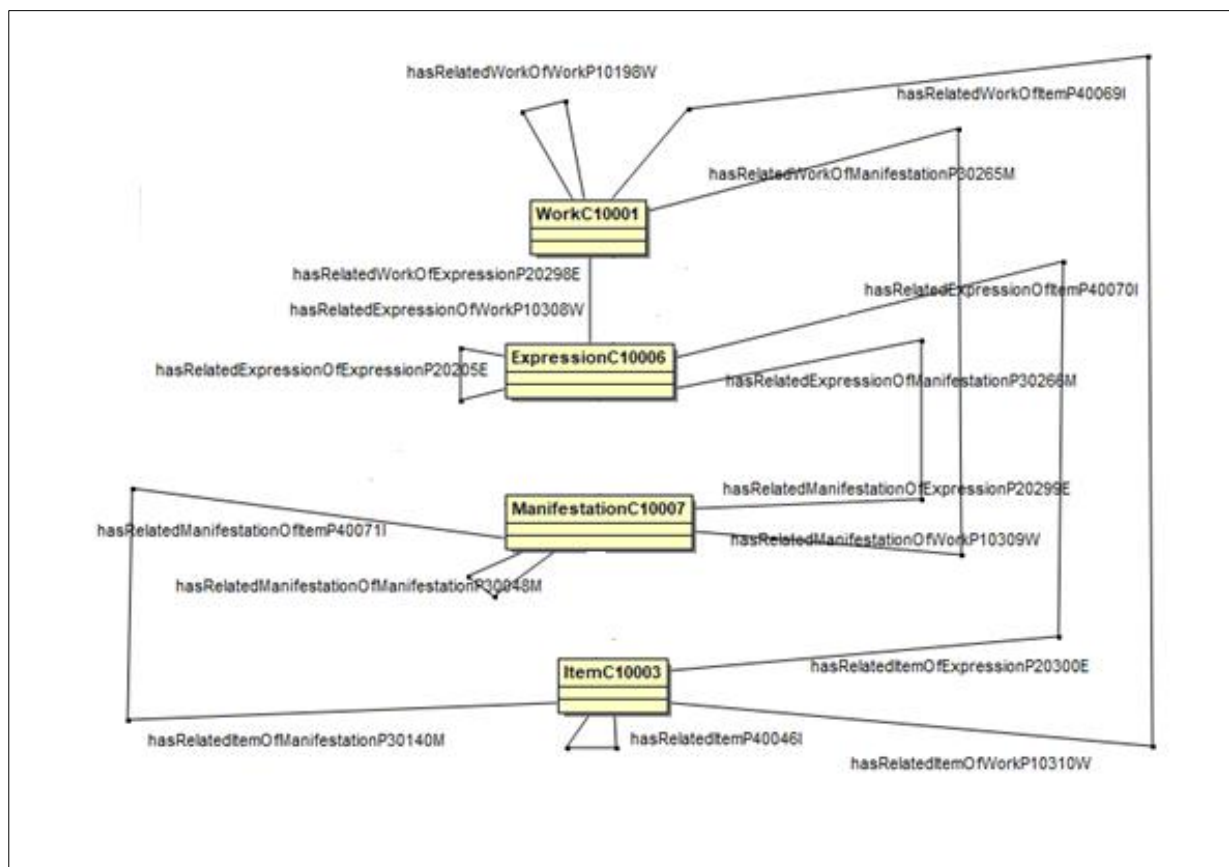 hasRelatedWorkOfWorkP10198W
hasRelatedWorkOfItemP40069I
hasRelatedWorkOfManifestationP30265M
WorkC10001
hasRelatedWorkOfExpressionP20298E
hasRelatedExpressionOfItemP40070I
hasRelatedExpressionOfWorkP10308W
ExpressionC10006
hasRelatedExpressionOfExpressionP20205E
hasRelatedExpressionOfManifestationP30266M
hasRelatedManifestationOfExpressionP20299E
ManifestationC10007
hasRelatedManifestationOfItemP40071I
hasRelatedManifestationOfWorkP10309W
hasRelatedManifestationOfManifestationP30048M
ItemC10003
hasRelatedItemOfExpressionP20300E
hasRelatedItemOfManifestationP30140M
hasRelatedItemP40046I
hasRelatedItemOfWorkP10310W